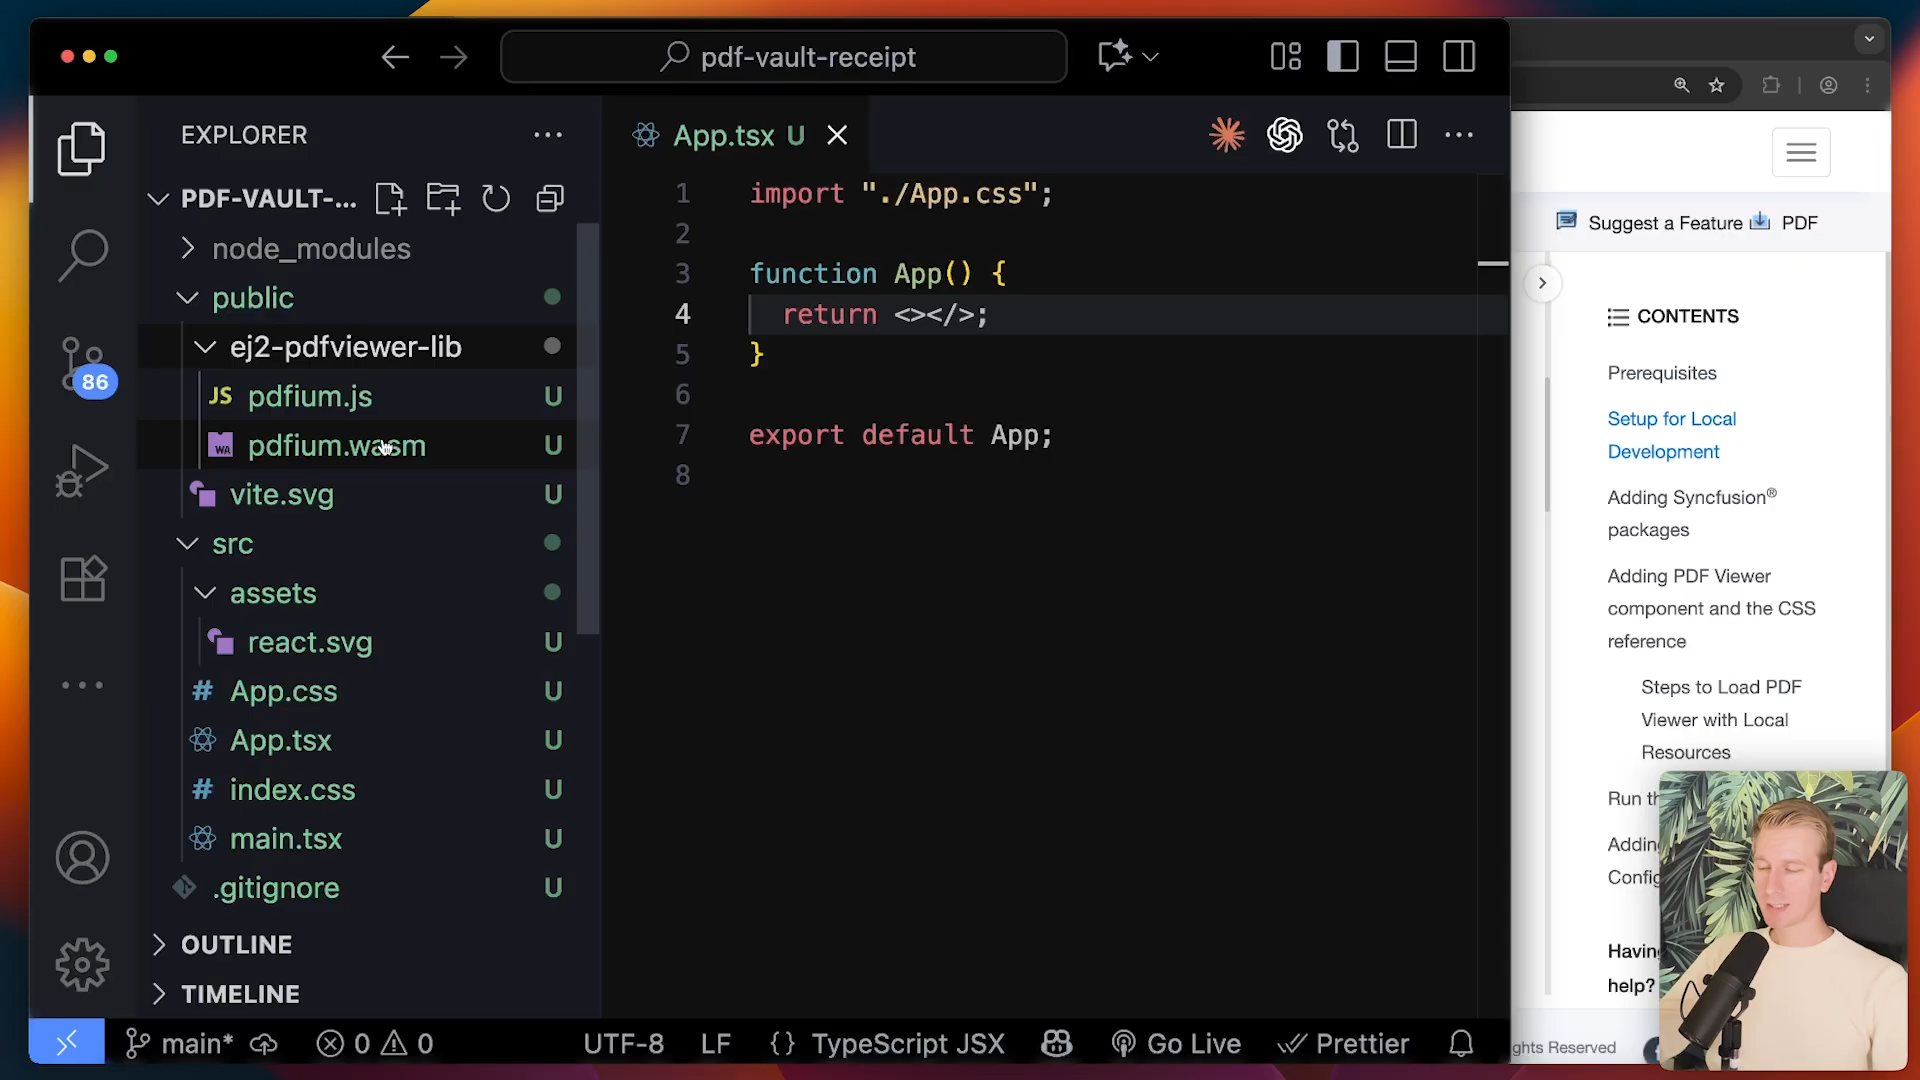 pdf-vault-receipt
EXPLORER
PDF-VAULT-...
node_modules
public
ej2-pdfviewer-lib
JS pdfium.js U
WA pdfium.wasm U
vite.svg U
src
assets
react.svg U
# App.css U
App.tsx U
# index.css U
main.tsx U
.gitignore U
OUTLINE
TIMELINE
86
App.tsx U
1 import "./App.css";
2
3 function App() {
4 return <></>;
5 }
6
7 export default App;
8
main* 0 0 UTF-8 LF {} TypeScript JSX Go Live Prettier
Suggest a Feature PDF
CONTENTS
Prerequisites
Setup for Local
Development
Adding Syncfusion®
packages
Adding PDF Viewer
component and the CSS
reference
Steps to Load PDF
Viewer with Local
Resources
Run
help?
Reserved